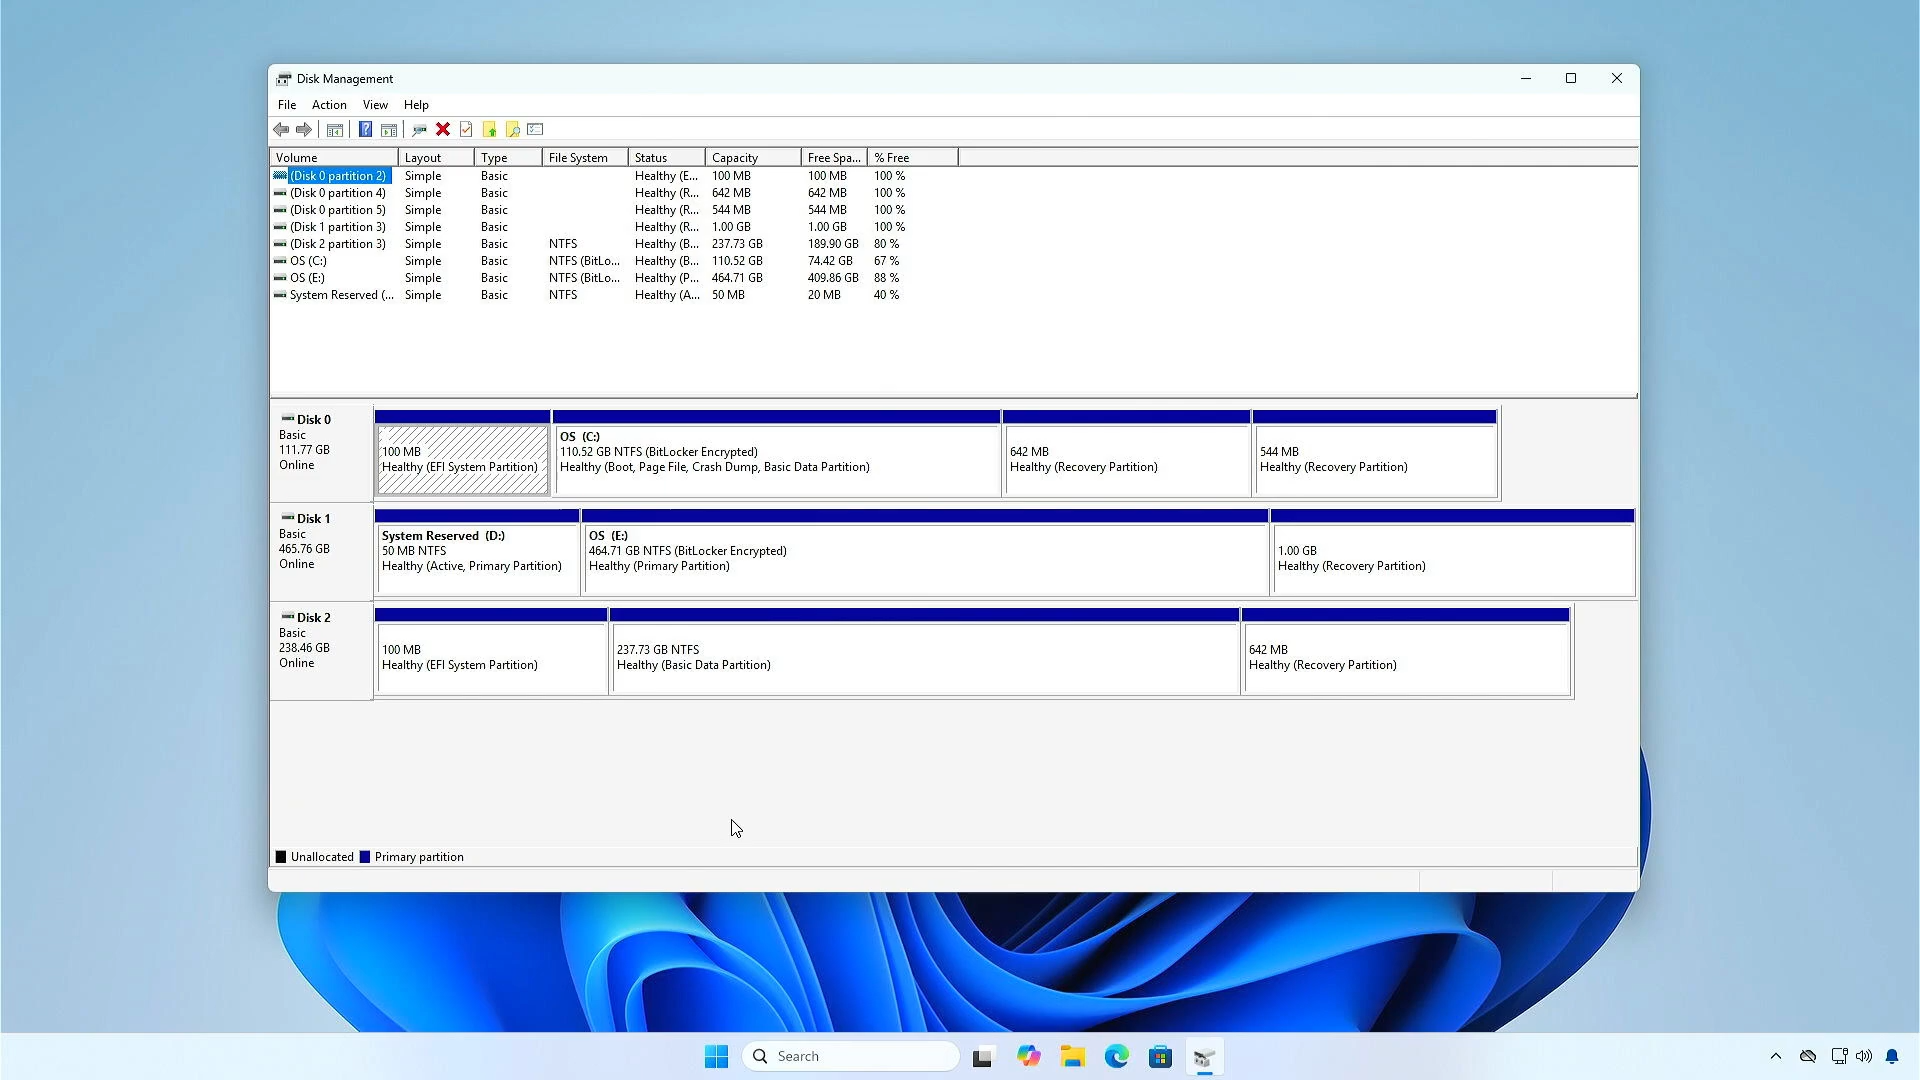 Disk Management
File Action View Help
Volume Layout Type File System Status Capacity Free Spa... % Free
(Disk 0 partition 2) Simple Basic Healthy (E... 100 MB 100 MB 100 %
(Disk 0 partition 4) Simple Basic Healthy (R... 642 MB 642 MB 100 %
(Disk 0 partition 5) Simple Basic Healthy (R... 544 MB 544 MB 100 %
(Disk 1 partition 3) Simple Basic Healthy (R... 1.00 GB 1.00 GB 100 %
(Disk 2 partition 3) Simple Basic NTFS Healthy (B... 237.73 GB 189.90 GB 80 %
OS (C:) Simple Basic NTFS (BitLo... Healthy (B... 110.52 GB 74.42 GB 67 %
OS (E:) Simple Basic NTFS (BitLo... Healthy (P... 464.71 GB 409.86 GB 88 %
System Reserved (... Simple Basic NTFS Healthy (A... 50 MB 20 MB 40 %
Disk 0
Basic
111.77 GB
Online
100 MB
Healthy (EFI System Partition)
OS (C:)
110.52 GB NTFS (BitLocker Encrypted)
Healthy (Boot, Page File, Crash Dump, Basic Data Partition)
642 MB
Healthy (Recovery Partition)
544 MB
Healthy (Recovery Partition)
Disk 1
Basic
465.76 GB
Online
System Reserved (D:)
50 MB NTFS
Healthy (Active, Primary Partition)
OS (E:)
464.71 GB NTFS (BitLocker Encrypted)
Healthy (Primary Partition)
1.00 GB
Healthy (Recovery Partition)
Disk 2
Basic
238.46 GB
Online
100 MB
Healthy (EFI System Partition)
237.73 GB NTFS
Healthy (Basic Data Partition)
642 MB
Healthy (Recovery Partition)
Unallocated Primary partition
Search